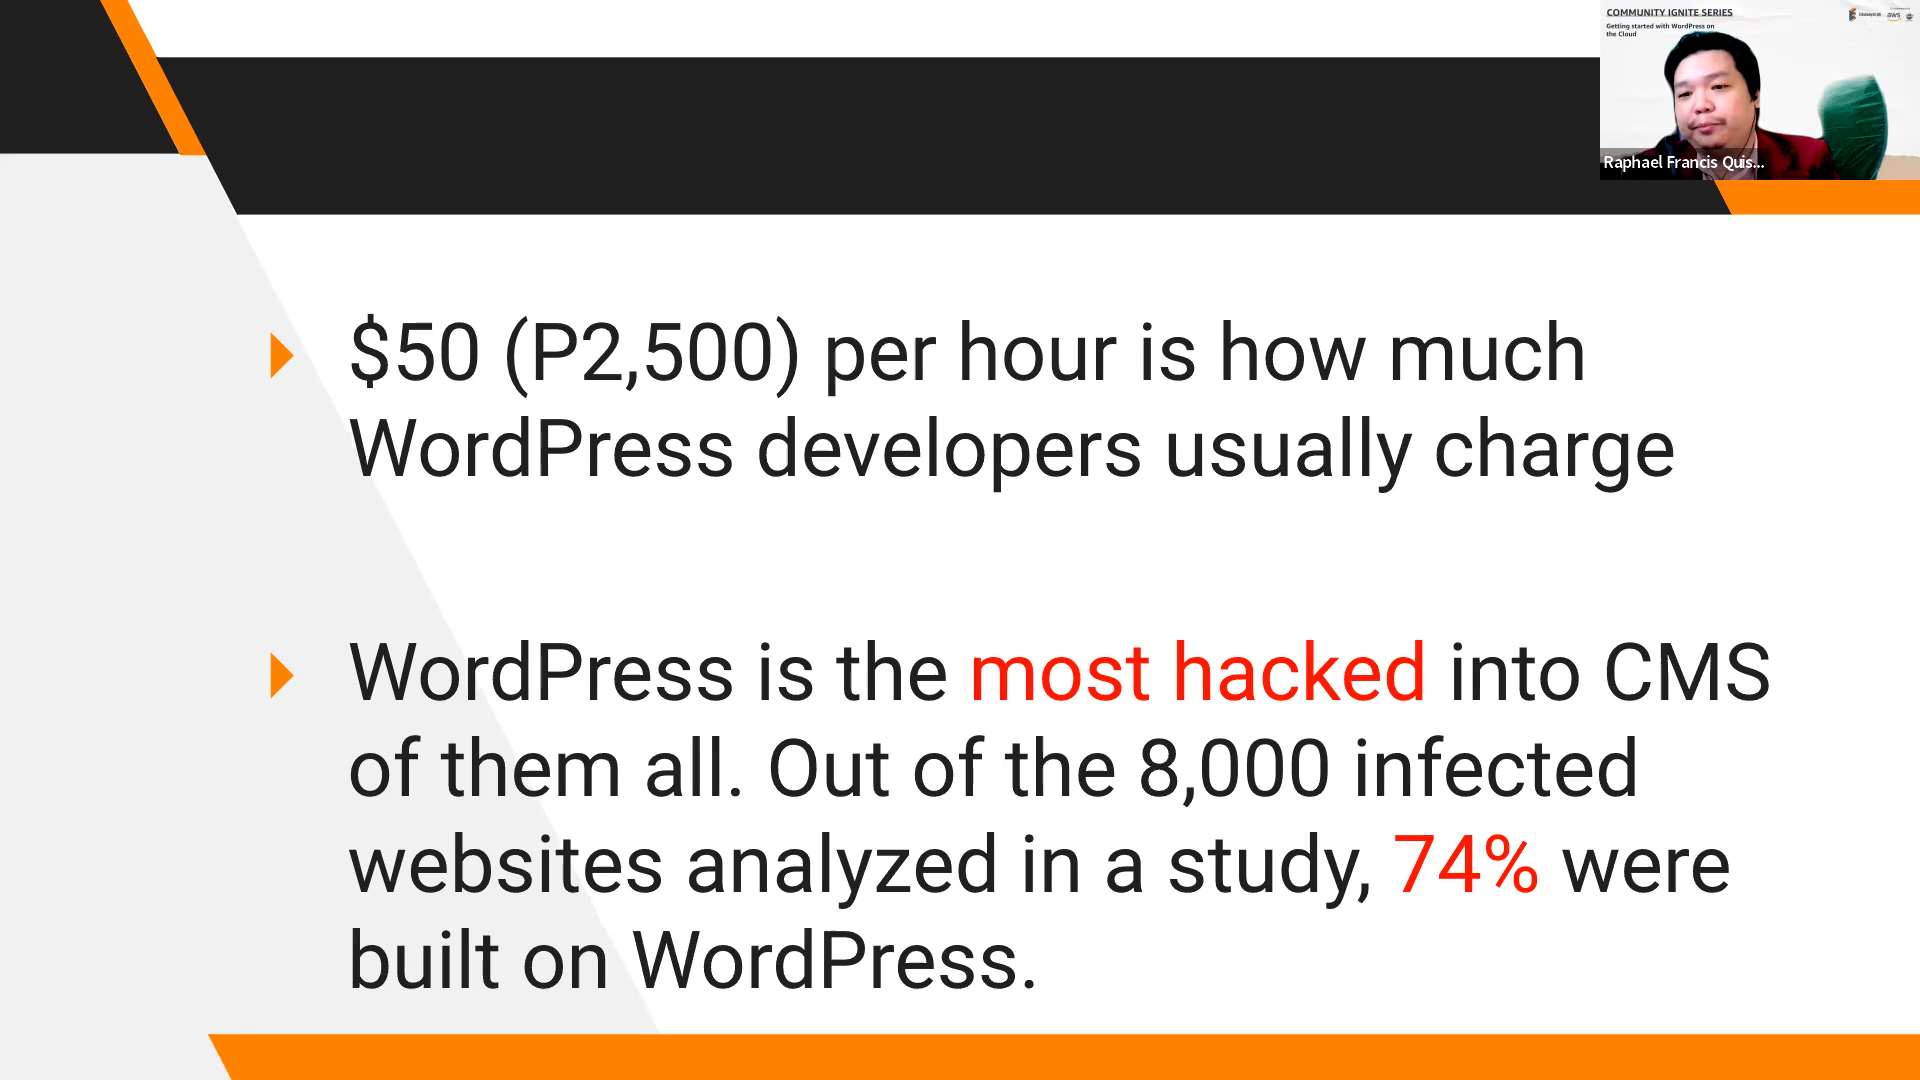 COMMUNITY IGNITE SERIES
Getting started with WordPress on
the Cloud
aws
Raphael Francis Quis...
$50 (P2,500) per hour is how much
WordPress developers usually charge
WordPress is the most hacked into CMS
of them all. Out of the 8,000 infected
websites analyzed in a study, 74% were
built on WordPress.